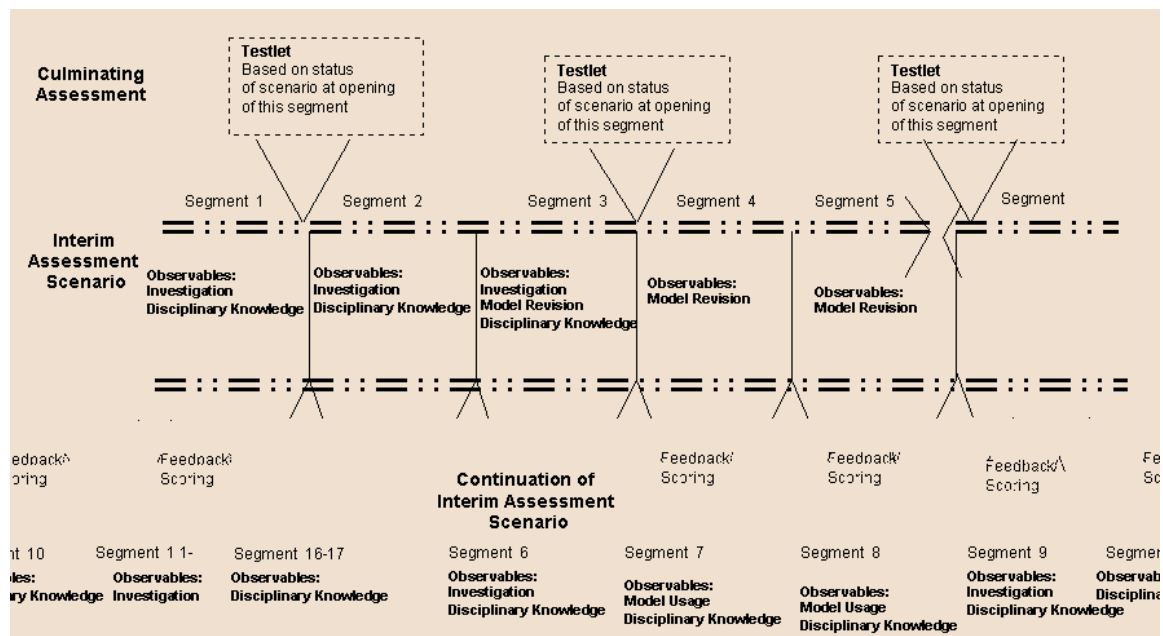 Culminating
Assessment
Testlet
Based on status
of scenario at opening
of this segment
Testlet
Based on status
of scenario at opening
of this segment
Testlet
Based on status
of scenario at opening
of this segment
Segment 1
Segment 2
Segment 3
Segment 4
Segment 5
Segment
Interim
Assessment
Scenario
Observables:
Investigation
Disciplinary Knowledge
Observables:
Investigation
Disciplinary Knowledge
Observables:
Investigation
Model Revision
Disciplinary Knowledge
Observables:
Model Revision
Observables:
Model Revision
Feedback/
Scoring
Continuation of
Interim Assessment
Scenario
Feedback/
Scoring
Feedback/
Scoring
Feedback/
Scoring
10
Segment 11-
Segment 16-17
Segment 6
Segment 7
Segment 8
Segment 9
Knowledge
Observables:
Investigation
Observables:
Disciplinary Knowledge
Observables:
Investigation
Disciplinary Knowledge
Observables:
Model Usage
Disciplinary Knowledge
Observables:
Model Usage
Disciplinary Knowledge
Observables:
Investigation
Disciplinary Knowledge